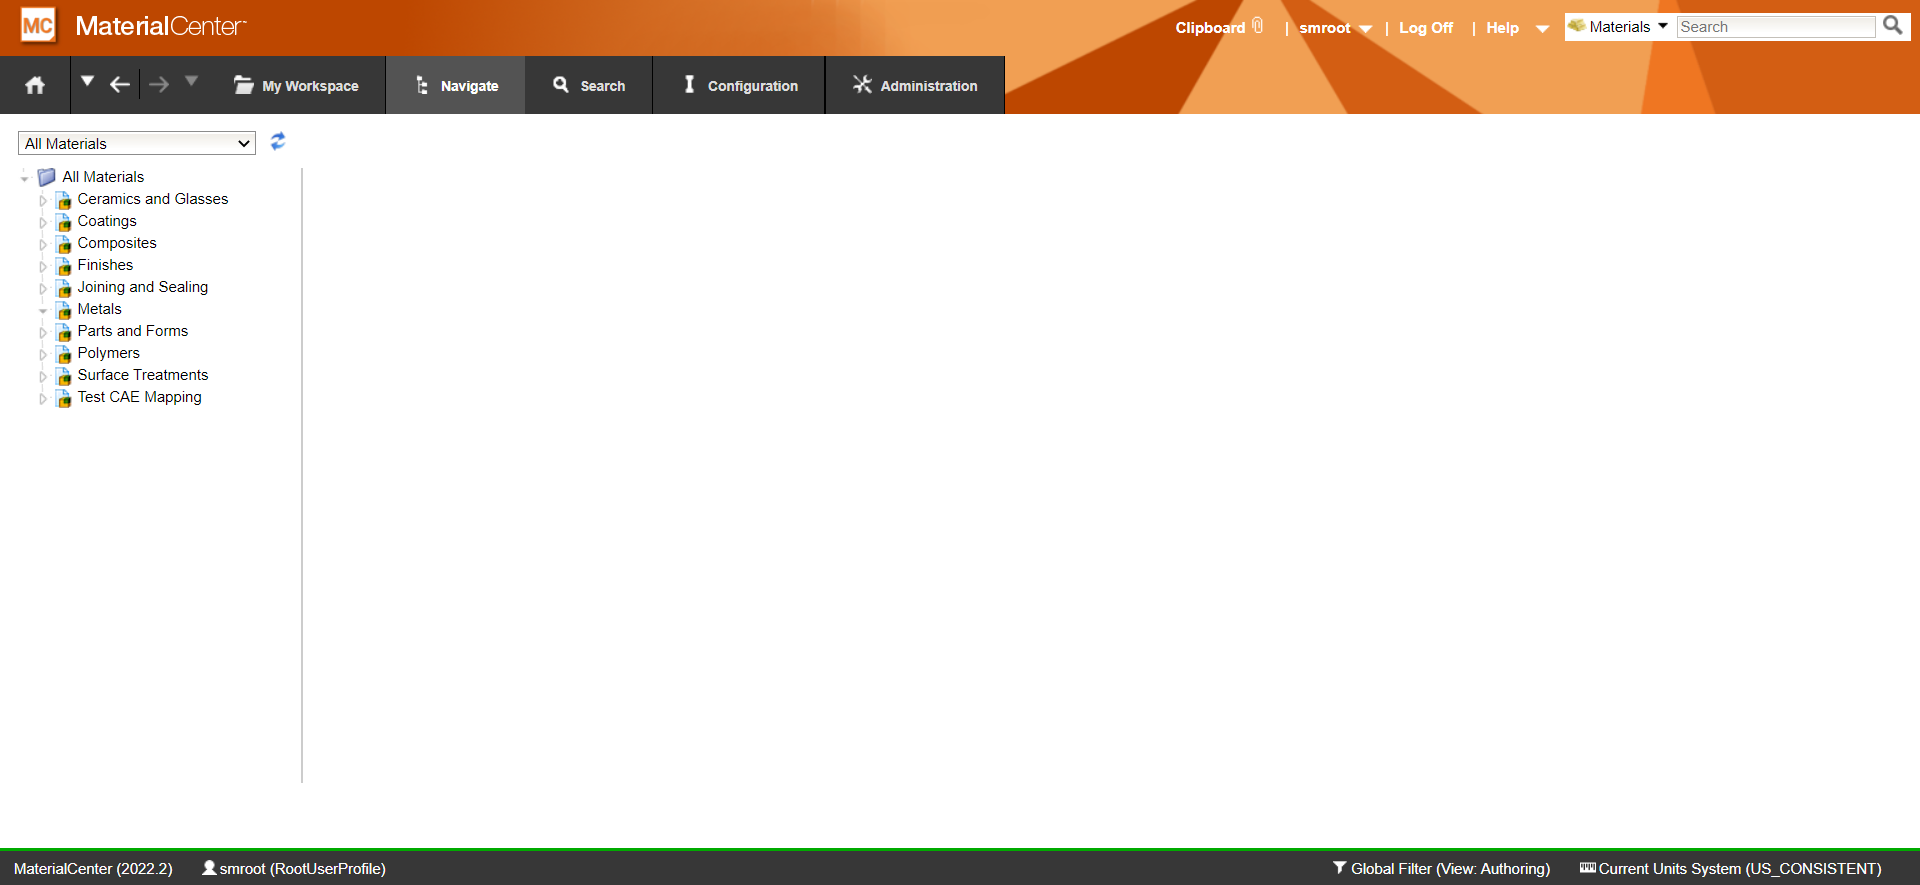 MC MaterialCenter™
Clipboard | smroot | Log Off | Help Materials Search
My Workspace Navigate Search Configuration Administration
All Materials
All Materials
Ceramics and Glasses
Coatings
Composites
Finishes
Joining and Sealing
Metals
Parts and Forms
Polymers
Surface Treatments
Test CAE Mapping
MaterialCenter (2022.2) smroot (RootUserProfile) Global Filter (View: Authoring) Current Units System (US_CONSISTENT)